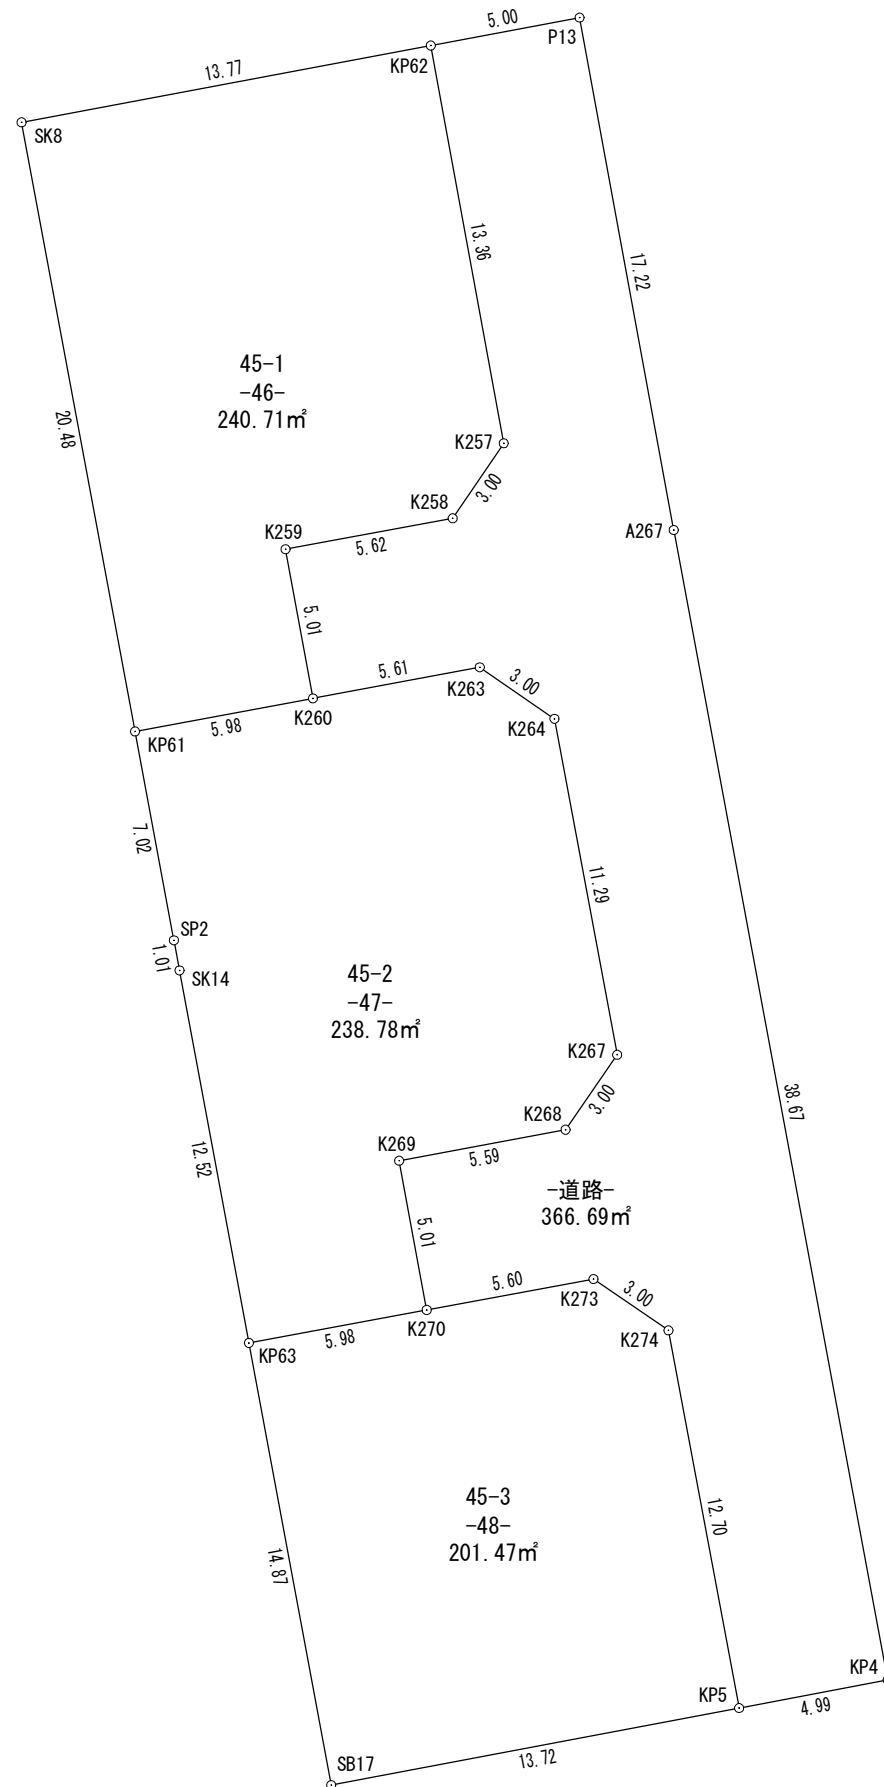 5.00
P13
13.77
KP62
SK8
13.36
17.22
45-1
-46-
240.71㎡
20.48
K257
3.00
K258
K259
5.62
A267
5.01
5.61
K263
3.00
K260
K264
5.98
KP61
7.02
11.29
SP2
1.01
SK14
45-2
-47-
238.78㎡
K267
3.00
38.67
K268
12.52
K269
5.59
-道路-
366.69㎡
5.01
5.60
K273
3.00
K270
K274
5.98
KP63
45-3
-48-
201.47㎡
12.70
14.87
KP4
KP5
4.99
13.72
SB17